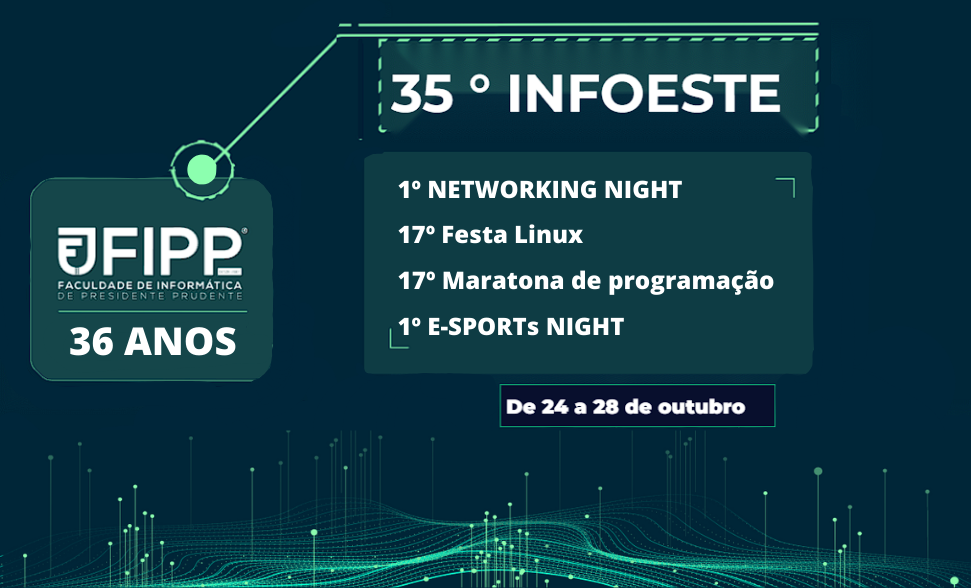 35 º INFOESTE
1º NETWORKING NIGHT
17º Festa Linux
17º Maratona de programação
1º E-SPORTs NIGHT
De 24 a 28 de outubro
FIPP®
FACULDADE DE INFORMÁTICA
DE PRESIDENTE PRUDENTE
36 ANOS